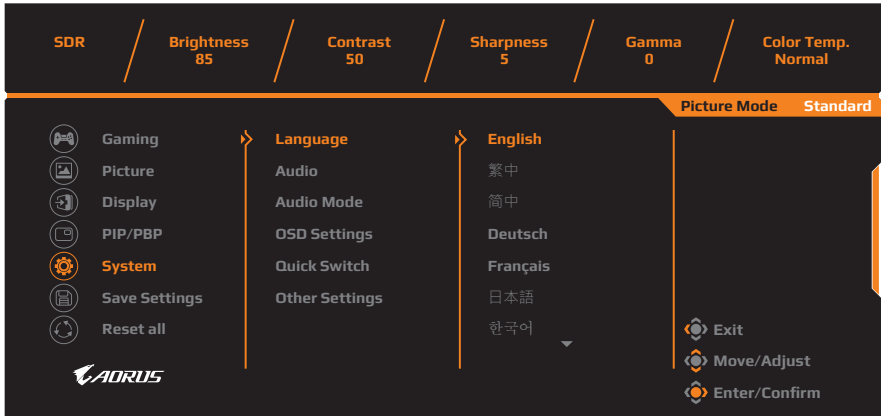 SDR
Brightness
85
Contrast
50
Sharpness
5
Gamma
0
Color Temp.
Normal
Picture Mode Standard
Gaming
Picture
Display
PIP/PBP
System
Save Settings
Reset all
Language
Audio
Audio Mode
OSD Settings
Quick Switch
Other Settings
English
繁中
简中
Deutsch
Français
日本語
한국어
Exit
Move/Adjust
Enter/Confirm
AORUS